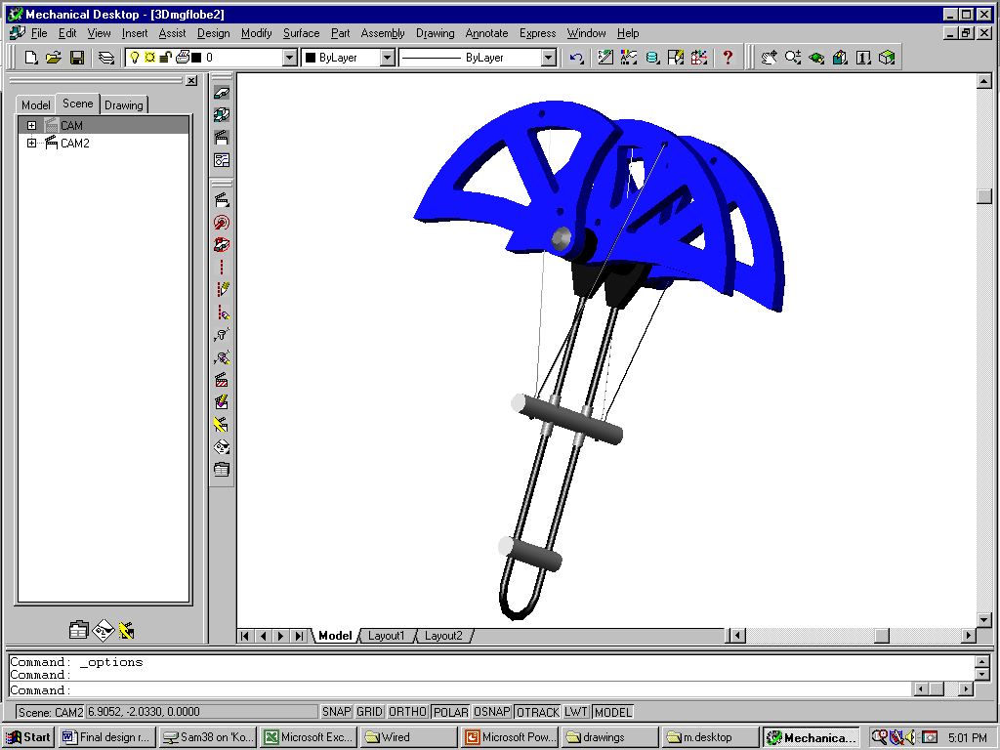 Mechanical Desktop - [3Dmgflobe2]
File Edit View Insert Assist Design Modify Surface Part Assembly Drawing Annotate Express Window Help
0 ByLayer ByLayer
Model Scene Drawing
CAM
CAM2
Model Layout1 Layout2
Command: _options
Command:
Command:
Scene: CAM2 6.9052, -2.0330, 0.0000 SNAP GRID ORTHO POLAR OSNAP OTRACK LWT MODEL
Start Final design r... Sam38 on 'Ko... Microsoft Exc... Wired Microsoft Pow... drawings m.desktop Mechanica... 5:01 PM